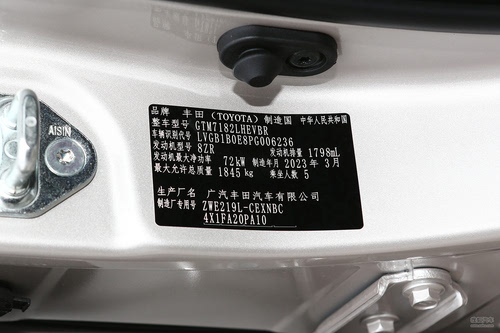 AISIN
品牌 丰田 (TOYOTA) 制造国 中华人民共和国
整车型号 GTM7182LHEVBR
车辆识别代号 LVGB1B0E8PG006236
发动机型号 8ZR 发动机排量 1798mL
发动机最大净功率 72kW 制造年月 2023年 3月
最大允许总质量 1845kg 乘坐人数 5
生产厂名 广汽丰田汽车有限公司
制造厂专用号 ZWE219L-CEXNBC
4X1FA20PA10